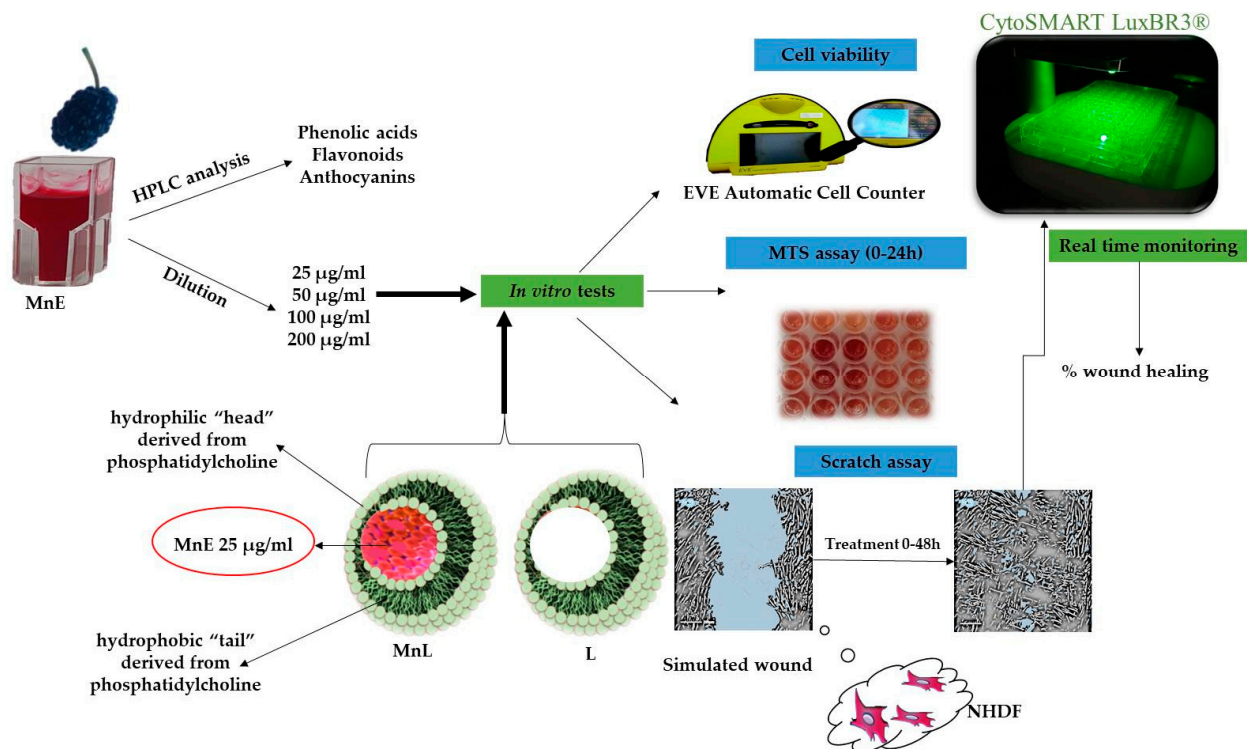 CytoSMART LuxBR3®
Cell viability
HPLC analysis
Phenolic acids
Flavonoids
Anthocyanins
EVE
EVE Automatic Cell Counter
MnE
Dilution
25 µg/ml
50 µg/ml
100 µg/ml
200 µg/ml
In vitro tests
MTS assay (0-24h)
Real time monitoring
% wound healing
hydrophilic “head”
derived from
phosphatidylcholine
MnE 25 µg/ml
hydrophobic “tail”
derived from
phosphatidylcholine
MnL
L
Scratch assay
Treatment 0-48h
Simulated wound
NHDF